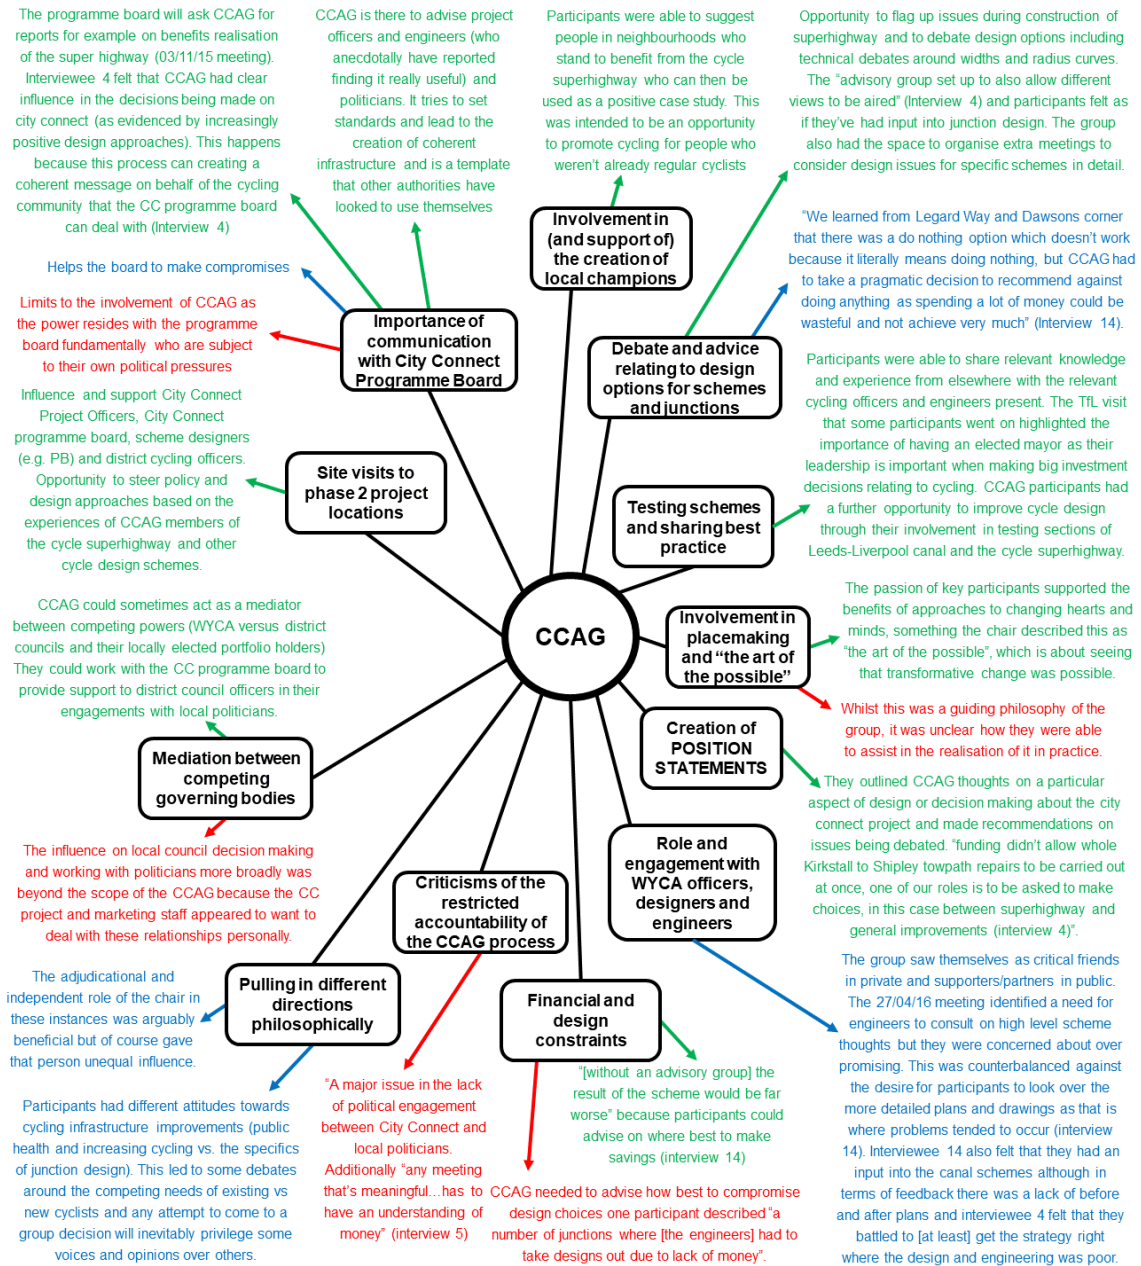 The programme board will ask CCAG for
reports for example on benefits realisation
of the super highway (03/11/15 meeting).
Interviewee 4 felt that CCAG had clear
influence in the decisions being made on
city connect (as evidenced by increasingly
positive design approaches). This happens
because this process can creating a
coherent message on behalf of the cycling
community that the CC programme board
can deal with (Interview 4)
CCAG is there to advise project
officers and engineers (who
anecdotally have reported
finding it really useful) and
politicians. It tries to set
standards and lead to the
creation of coherent
infrastructure and is a template
that other authorities have
looked to use themselves
Participants were able to suggest
people in neighbourhoods who
stand to benefit from the cycle
superhighway who can then be
used as a positive case study. This
was intended to be an opportunity
to promote cycling for people who
weren't already regular cyclists
Opportunity to flag up issues during construction of
superhighway and to debate design options including
technical debates around widths and radius curves.
The "advisory group set up to also allow different
views to be aired" (Interview 4) and participants felt as
if they've had input into junction design. The group
also had the space to organise extra meetings to
consider design issues for specific schemes in detail.
Helps the board to make compromises
Limits to the involvement of CCAG as
the power resides with the programme
board fundamentally who are subject
to their own political pressures
Importance of
communication
with City Connect
Programme Board
Involvement in
(and support of)
the creation of
local champions
"We learned from Legard Way and Dawsons corner
that there was a do nothing option which doesn't work
because it literally means doing nothing, but CCAG had
to take a pragmatic decision to recommend against
doing anything as spending a lot of money could be
wasteful and not achieve very much" (Interview 14).
Debate and advice
relating to design
options for schemes
and junctions
Influence and support City Connect
Project Officers, City Connect
programme board, scheme designers
(e.g. PB) and district cycling officers.
Opportunity to steer policy and
design approaches based on the
experiences of CCAG members of
the cycle superhighway and other
cycle design schemes.
Site visits to
phase 2 project
locations
Participants were able to share relevant knowledge
and experience from elsewhere with the relevant
cycling officers and engineers present. The TfL visit
that some participants went on highlighted the
importance of having an elected mayor as their
leadership is important when making big investment
decisions relating to cycling. CCAG participants had
a further opportunity to improve cycle design
through their involvement in testing sections of
Leeds-Liverpool canal and the cycle superhighway.
Testing schemes
and sharing best
practice
CCAG
CCAG could sometimes act as a mediator
between competing powers (WYCA versus district
councils and their locally elected portfolio holders)
They could work with the CC programme board to
provide support to district council officers in their
engagements with local politicians.
Mediation between
competing
governing bodies
Involvement in
placemaking
and "the art of
the possible"
The passion of key participants supported the
benefits of approaches to changing hearts and
minds, something the chair described this as
"the art of the possible", which is about seeing
that transformative change was possible.
Whilst this was a guiding philosophy of the
group, it was unclear how they were able
to assist in the realisation of it in practice.
Creation of
POSITION
STATEMENTS
They outlined CCAG thoughts on a particular
aspect of design or decision making about the city
connect project and made recommendations on
issues being debated. "funding didn't allow whole
Kirkstall to Shipley towpath repairs to be carried out
at once, one of our roles is to be asked to make
choices, in this case between superhighway and
general improvements (interview 4)".
The influence on local council decision making
and working with politicians more broadly was
beyond the scope of the CCAG because the CC
project and marketing staff appeared to want to
deal with these relationships personally.
Criticisms of the
restricted
accountability of
the CCAG process
Role and
engagement with
WYCA officers,
designers and
engineers
The adjudicational and
independent role of the chair in
these instances was arguably
beneficial but of course gave
that person unequal influence.
Pulling in different
directions
philosophically
Financial and
design
constraints
The group saw themselves as critical friends
in private and supporters/partners in public.
The 27/04/16 meeting identified a need for
engineers to consult on high level scheme
thoughts but they were concerned about over
promising. This was counterbalanced against
the desire for participants to look over the
more detailed plans and drawings as that is
where problems tended to occur (interview
14). Interviewee 14 also felt that they had an
input into the canal schemes although in
terms of feedback there was a lack of before
and after plans and interviewee 4 felt that they
battled to [at least] get the strategy right
where the design and engineering was poor.
Participants had different attitudes towards
cycling infrastructure improvements (public
health and increasing cycling vs. the specifics
of junction design). This led to some debates
around the competing needs of existing vs
new cyclists and any attempt to come to a
group decision will inevitably privilege some
voices and opinions over others.
"A major issue in the lack
of political engagement
between City Connect and
local politicians.
Additionally "any meeting
that's meaningful...has to
have an understanding of
money" (interview 5)
"[without an advisory group] the
result of the scheme would be far
worse" because participants could
advise on where best to make
savings (interview 14)
CCAG needed to advise how best to compromise
design choices one participant described "a
number of junctions where [the engineers] had to
take designs out due to lack of money".